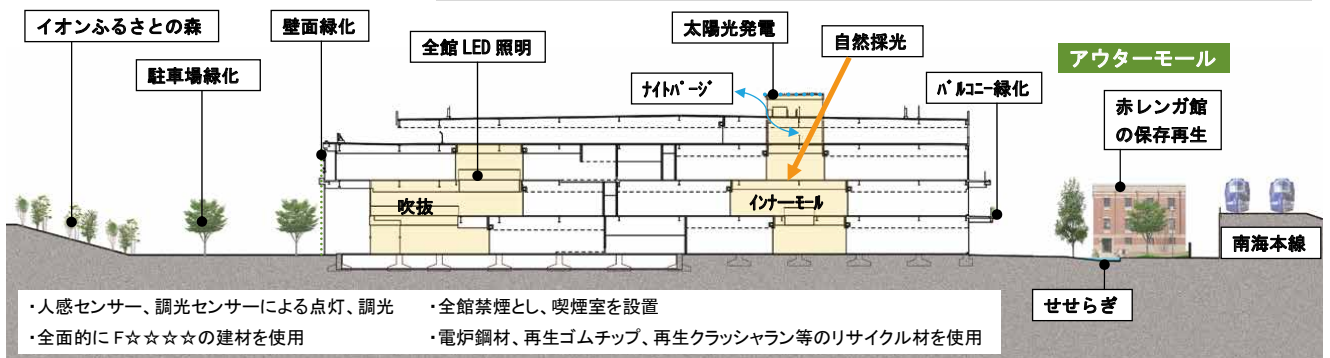 イオンふるさとの森
壁面緑化
太陽光発電
自然採光
全館 LED 照明
アウターモール
駐車場緑化
ﾅｲﾄﾊﾟｰｼﾞ
ﾊﾞﾙｺﾆｰ緑化
赤レンガ館
の保存再生
吹抜
ｲﾝﾅｰﾓｰﾙ
南海本線
せせらぎ
・人感センサー、調光センサーによる点灯、調光
・全館禁煙とし、喫煙室を設置
・全面的に F☆☆☆☆の建材を使用
・電炉鋼材、再生ゴムチップ、再生クラッシャラン等のリサイクル材を使用